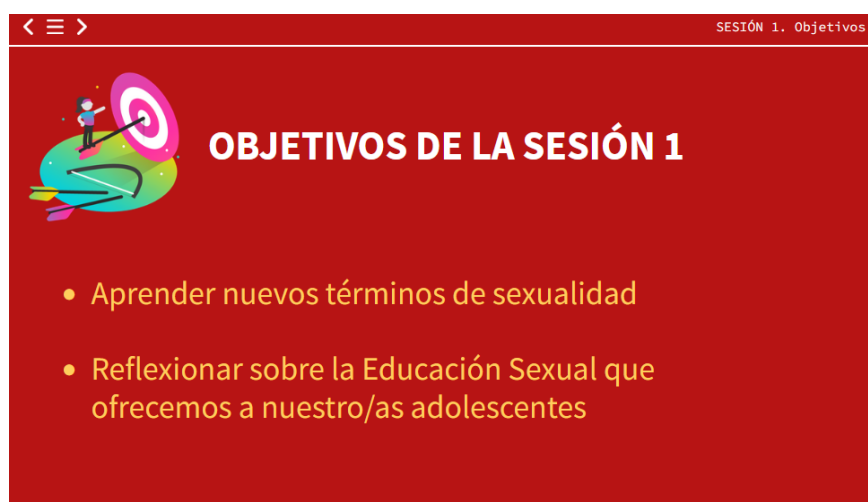 SESIÓN 1. Objetivos
OBJETIVOS DE LA SESIÓN 1
• Aprender nuevos términos de sexualidad
• Reflexionar sobre la Educación Sexual que
ofrecemos a nuestro/as adolescentes